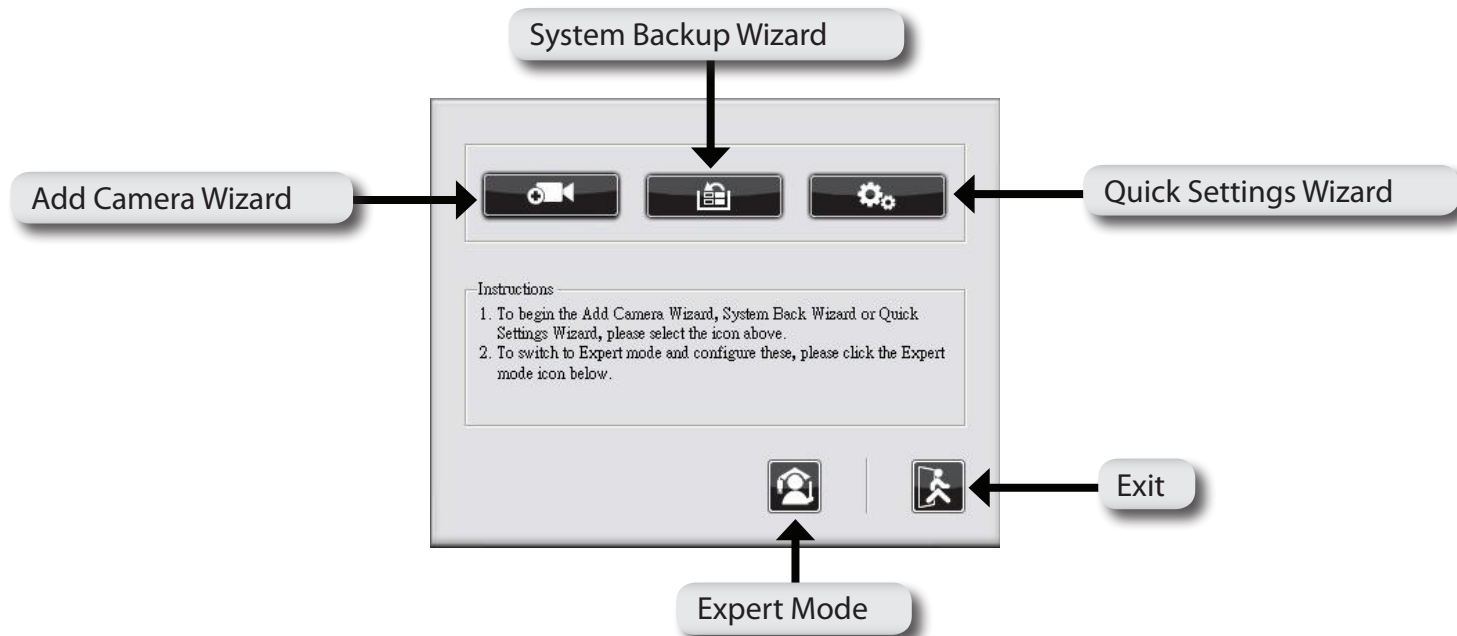 System Backup Wizard
Add Camera Wizard
Quick Settings Wizard
Instructions
1. To begin the Add Camera Wizard, System Back Wizard or Quick
Settings Wizard, please select the icon above.
2. To switch to Expert mode and configure these, please click the Expert
mode icon below.
Exit
Expert Mode